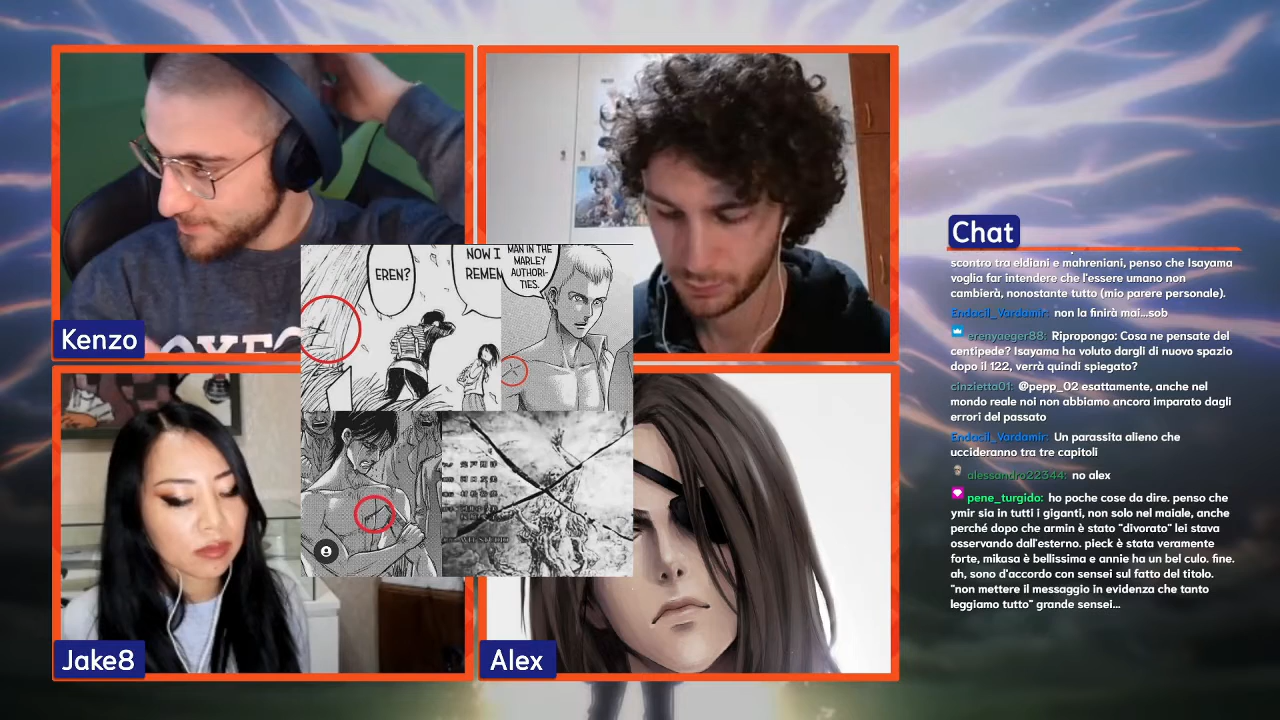 Kenzo
EREN?
NOW I
REMEM
MAN IN THE
MARLEY
AUTHORI-
TIES.
Jake8
Alex
Chat
scontro tra eldiani e mahreniani, penso che Isayama
voglia far intendere che l'essere umano non
cambierà, nonostante tutto (mio parere personale).
Endacil_Vardamir: non la finirà mai...sob
erenyaeger88: Ripropongo: Cosa ne pensate del
centipede? Isayama ha voluto dargli di nuovo spazio
dopo il 122, verrà quindi spiegato?
cinzietta01: @pepp_02 esattamente, anche nel
mondo reale noi non abbiamo ancora imparato dagli
errori del passato
Endacil_Vardamir: Un parassita alieno che
uccideranno tra tre capitoli
alessandro22344: no alex
pene_turgido: ho poche cose da dire. penso che
ymir sia in tutti i giganti, non solo nel maiale, anche
perché dopo che armin è stato "divorato" lei stava
osservando dall'esterno. pieck è stata veramente
forte, mikasa è bellissima e annie ha un bel culo. fine.
ah, sono d'accordo con sensei sul fatto del titolo.
"non mettere il messaggio in evidenza che tanto
leggiamo tutto" grande sensei...